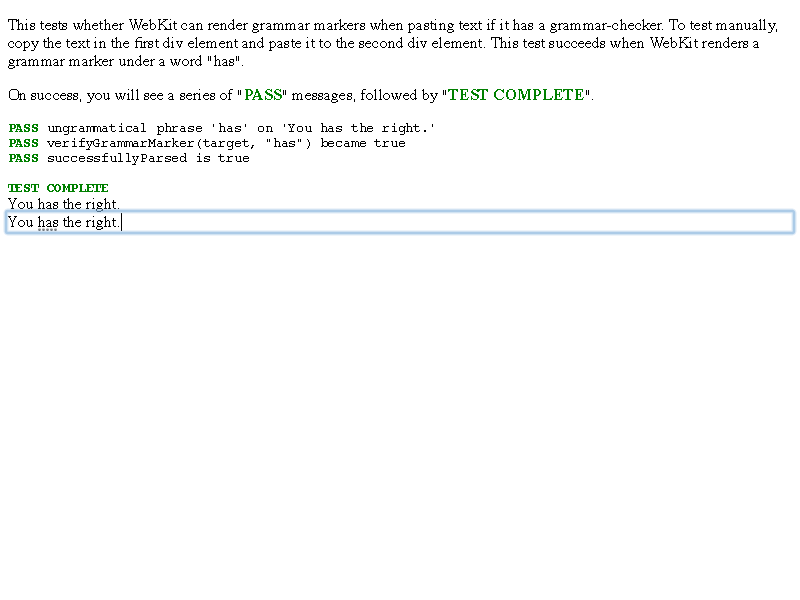 This tests whether WebKit can render grammar markers when pasting text if it has a grammar-checker. To test manually,
copy the text in the first div element and paste it to the second div element. This test succeeds when WebKit renders a
grammar marker under a word "has".
On success, you will see a series of "PASS" messages, followed by "TEST COMPLETE".
PASS ungrammatical phrase 'has' on 'You has the right.'
PASS verifyGrammarMarker(target, "has") became true
PASS successfullyParsed is true
TEST COMPLETE
You has the right.
You has the right.